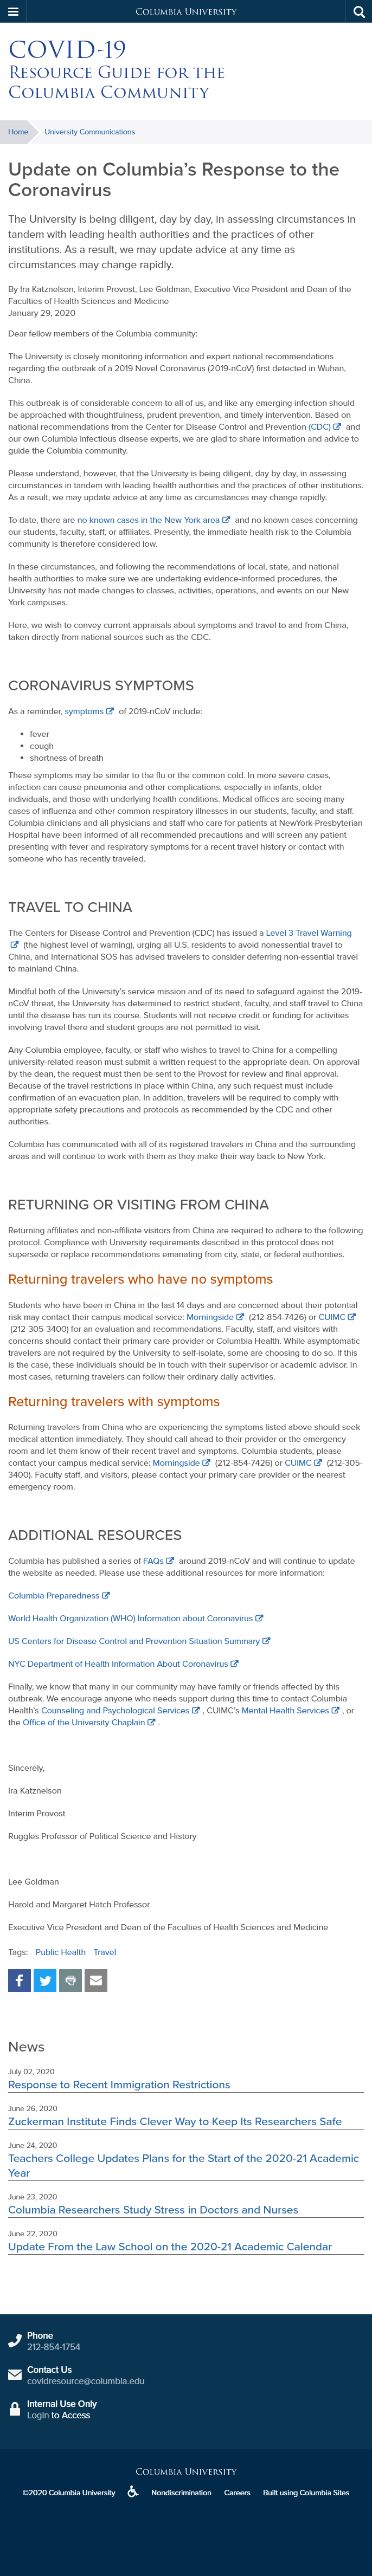 COLUMBIA UNIVERSITY
COVID-19
RESOURCE GUIDE FOR THE
COLUMBIA COMMUNITY
Home
University Communications
Update on Columbia’s Response to the
Coronavirus
The University is being diligent, day by day, in assessing circumstances in
tandem with leading health authorities and the practices of other
institutions. As a result, we may update advice at any time as
circumstances may change rapidly.
By Ira Katznelson, Interim Provost, Lee Goldman, Executive Vice President and Dean of the
Faculties of Health Sciences and Medicine
January 29, 2020
Dear fellow members of the Columbia community:
The University is closely monitoring information and expert national recommendations
regarding the outbreak of a 2019 Novel Coronavirus (2019-nCoV) first detected in Wuhan,
China.
This outbreak is of considerable concern to all of us, and like any emerging infection should
be approached with thoughtfulness, prudent prevention, and timely intervention. Based on
national recommendations from the Center for Disease Control and Prevention (CDC) and
our own Columbia infectious disease experts, we are glad to share information and advice to
guide the Columbia community.
Please understand, however, that the University is being diligent, day by day, in assessing
circumstances in tandem with leading health authorities and the practices of other institutions.
As a result, we may update advice at any time as circumstances may change rapidly.
To date, there are no known cases in the New York area and no known cases concerning
our students, faculty, staff, or affiliates. Presently, the immediate health risk to the Columbia
community is therefore considered low.
In these circumstances, and following the recommendations of local, state, and national
health authorities to make sure we are undertaking evidence-informed procedures, the
University has not made changes to classes, activities, operations, and events on our New
York campuses.
Here, we wish to convey current appraisals about symptoms and travel to and from China,
taken directly from national sources such as the CDC.
CORONAVIRUS SYMPTOMS
As a reminder, symptoms of 2019-nCoV include:
• fever
• cough
• shortness of breath
These symptoms may be similar to the flu or the common cold. In more severe cases,
infection can cause pneumonia and other complications, especially in infants, older
individuals, and those with underlying health conditions. Medical offices are seeing many
cases of influenza and other common respiratory illnesses in our students, faculty, and staff.
Columbia clinicians and all physicians and staff who care for patients at NewYork-Presbyterian
Hospital have been informed of all recommended precautions and will screen any patient
presenting with fever and respiratory symptoms for a recent travel history or contact with
someone who has recently traveled.
TRAVEL TO CHINA
The Centers for Disease Control and Prevention (CDC) has issued a Level 3 Travel Warning
(the highest level of warning), urging all U.S. residents to avoid nonessential travel to
China, and International SOS has advised travelers to consider deferring non-essential travel
to mainland China.
Mindful both of the University’s service mission and of its need to safeguard against the 2019-
nCoV threat, the University has determined to restrict student, faculty, and staff travel to China
until the disease has run its course. Students will not receive credit or funding for activities
involving travel there and student groups are not permitted to visit.
Any Columbia employee, faculty, or staff who wishes to travel to China for a compelling
university-related reason must submit a written request to the appropriate dean. On approval
by the dean, the request must then be sent to the Provost for review and final approval.
Because of the travel restrictions in place within China, any such request must include
confirmation of an evacuation plan. In addition, travelers will be required to comply with
appropriate safety precautions and protocols as recommended by the CDC and other
authorities.
Columbia has communicated with all of its registered travelers in China and the surrounding
areas and will continue to work with them as they make their way back to New York.
RETURNING OR VISITING FROM CHINA
Returning affiliates and non-affiliate visitors from China are required to adhere to the following
protocol. Compliance with University requirements described in this protocol does not
supersede or replace recommendations emanating from city, state, or federal authorities.
Returning travelers who have no symptoms
Students who have been in China in the last 14 days and are concerned about their potential
risk may contact their campus medical service: Morningside (212-854-7426) or CUIMC
(212-305-3400) for an evaluation and recommendations. Faculty, staff, and visitors with
concerns should contact their primary care provider or Columbia Health. While asymptomatic
travelers are not required by the University to self-isolate, some are choosing to do so. If this
is the case, these individuals should be in touch with their supervisor or academic advisor. In
most cases, returning travelers can follow their ordinary daily activities.
Returning travelers with symptoms
Returning travelers from China who are experiencing the symptoms listed above should seek
medical attention immediately. They should call ahead to their provider or the emergency
room and let them know of their recent travel and symptoms. Columbia students, please
contact your campus medical service: Morningside (212-854-7426) or CUIMC (212-305-
3400). Faculty, staff, and visitors, please contact your primary care provider or the nearest
emergency room.
ADDITIONAL RESOURCES
Columbia has published a series of FAQs around 2019-nCoV and will continue to update
the website as needed. Please use these additional resources for more information:
Columbia Preparedness
World Health Organization (WHO) Information about Coronavirus
US Centers for Disease Control and Prevention Situation Summary
NYC Department of Health Information About Coronavirus
Finally, we know that many in our community may have family or friends affected by this
outbreak. We encourage anyone who needs support during this time to contact Columbia
Health’s Counseling and Psychological Services , CUIMC’s Mental Health Services , or
the Office of the University Chaplain .
Sincerely,
Ira Katznelson
Interim Provost
Ruggles Professor of Political Science and History
Lee Goldman
Harold and Margaret Hatch Professor
Executive Vice President and Dean of the Faculties of Health Sciences and Medicine
Tags: Public Health Travel
News
July 02, 2020
Response to Recent Immigration Restrictions
June 26, 2020
Zuckerman Institute Finds Clever Way to Keep Its Researchers Safe
June 24, 2020
Teachers College Updates Plans for the Start of the 2020-21 Academic
Year
June 23, 2020
Columbia Researchers Study Stress in Doctors and Nurses
June 22, 2020
Update From the Law School on the 2020-21 Academic Calendar
Phone
212-854-1754
Contact Us
covidresource@columbia.edu
Internal Use Only
Login to Access
COLUMBIA UNIVERSITY
©2020 Columbia University Nondiscrimination Careers Built using Columbia Sites